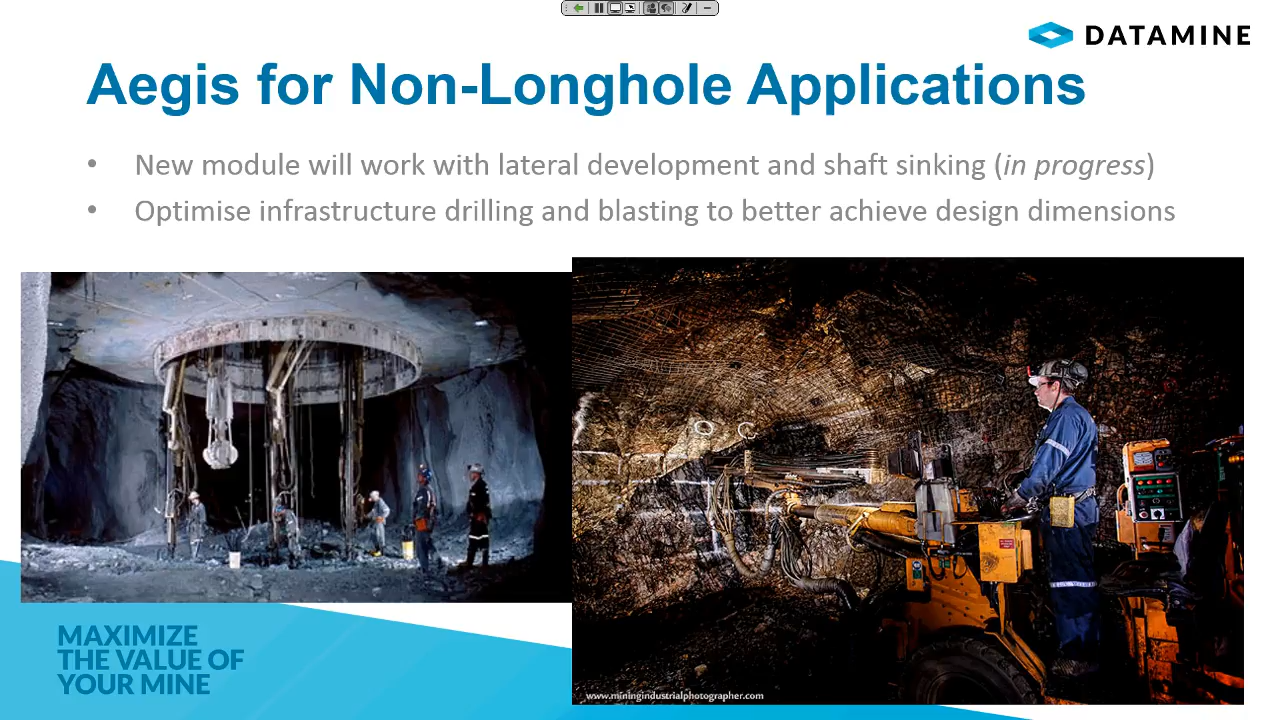 DATAMINE
Aegis for Non-Longhole Applications
• New module will work with lateral development and shaft sinking (in progress)
• Optimise infrastructure drilling and blasting to better achieve design dimensions
MAXIMIZE
THE VALUE OF
YOUR MINE
www.miningindustrialphotographer.com